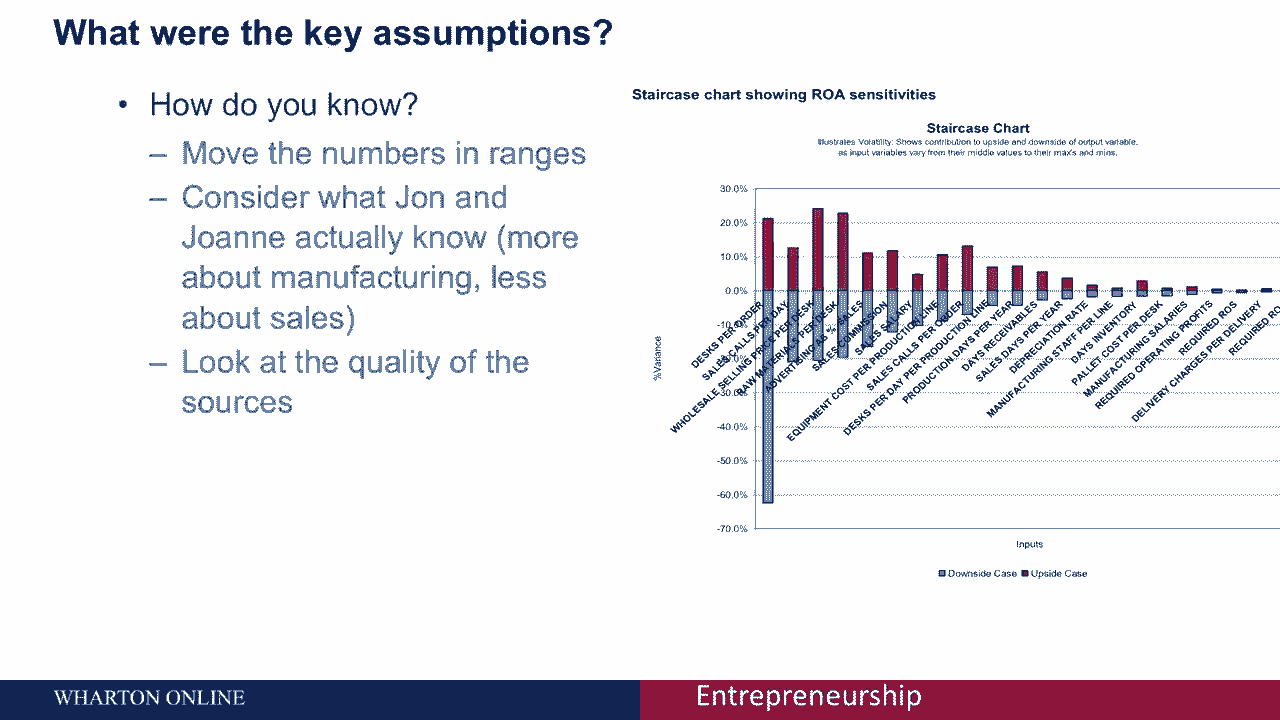 What were the key assumptions?
• How do you know?
– Move the numbers in ranges
– Consider what Jon and
Joanne actually know (more
about manufacturing, less
about sales)
– Look at the quality of the
sources
Staircase chart showing ROA sensitivities
Staircase Chart
Illustrates Volatility: Shows contribution to upside and downside of output variable,
as input variables vary from their middle values to their max's and mins.
%Variance
30.0%
20.0%
10.0%
0.0%
-10.0%
-30.0%
-40.0%
-50.0%
-60.0%
-70.0%
DESKS PER ORDER
SALES CALLS PER DAY
WHOLESALE SELLING PRICE PER DESK
RAW MATERIALS PER DESK
ADVERTISING AS % SALES
SALES COMMISSION
SALES SALARY
EQUIPMENT COST PER PRODUCTION LINE
SALES CALLS PER ORDER
DESKS PER DAY PER PRODUCTION LINE
PRODUCTION DAYS PER YEAR
DAYS RECEIVABLES
SALES DAYS PER YEAR
DEPRECIATION RATE
MANUFACTURING STAFF PER LINE
DAYS INVENTORY
PALLET COST PER DESK
MANUFACTURING SALARIES
REQUIRED OPERATING PROFITS
REQUIRED ROS
DELIVERY CHARGES PER DELIVERY
REQUIRED RO
Inputs
Downside Case
Upside Case
WHARTON ONLINE
Entrepreneurship